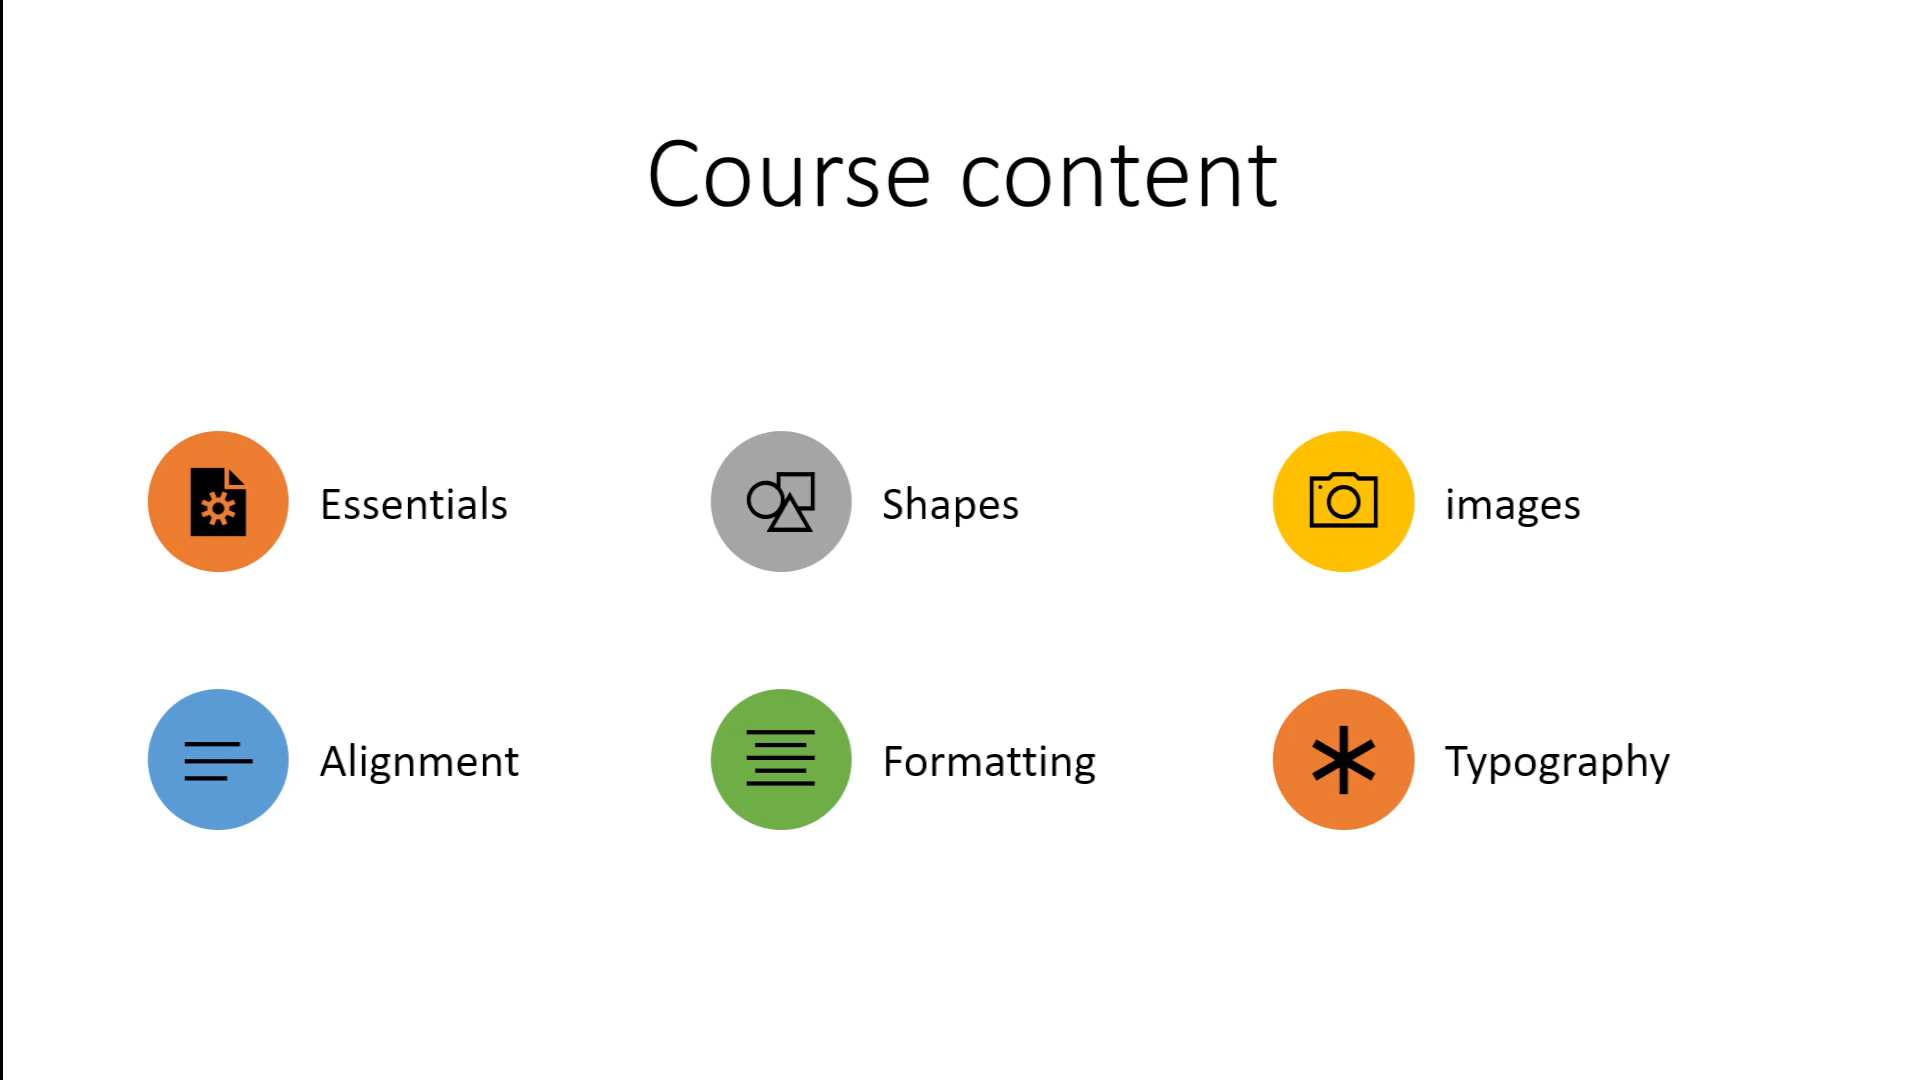 Course content
Essentials
Shapes
images
Alignment
Formatting
Typography